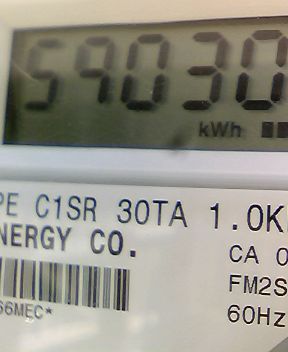 59030
kWh
PE C1SR 30TA 1.0K
NERGY CO.
CA 0
FM2S
60Hz
66MEC*